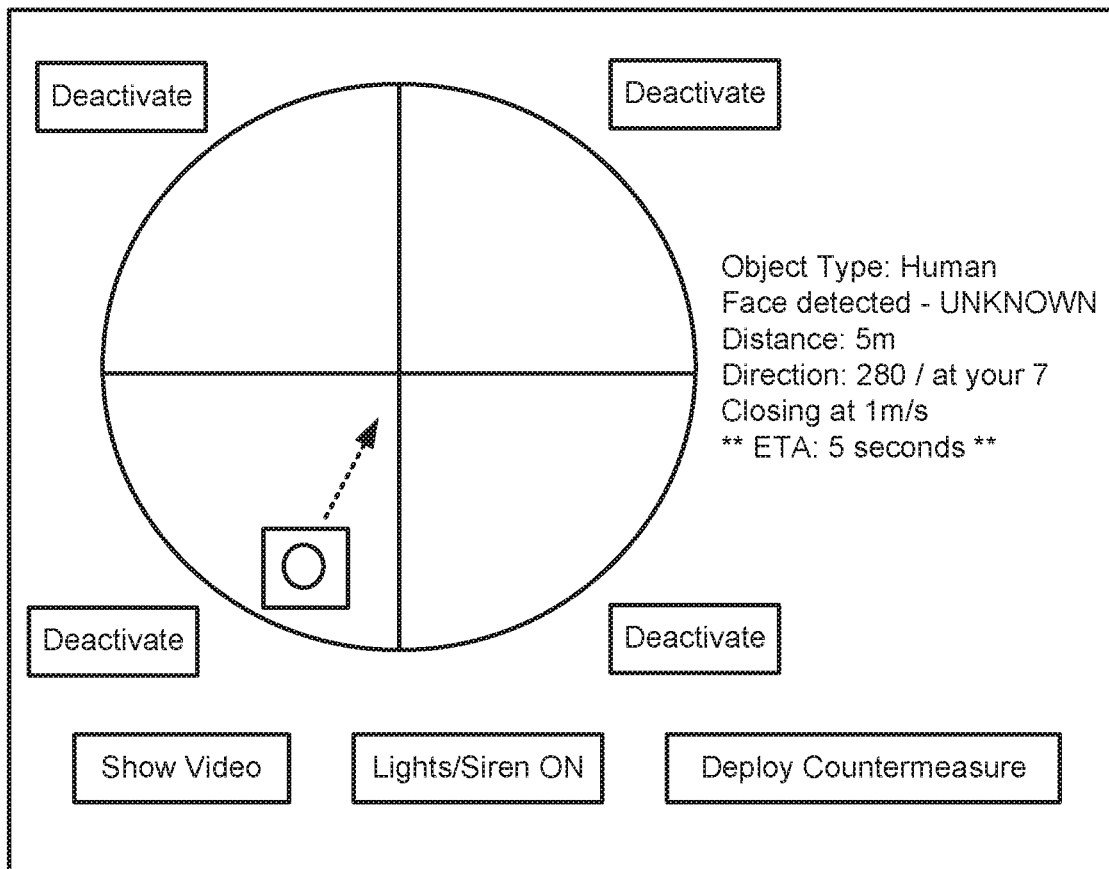 Deactivate
Deactivate
Object Type: Human
Face detected - UNKNOWN
Distance: 5m
Direction: 280 / at your 7
Closing at 1m/s
** ETA: 5 seconds **
Deactivate
Deactivate
Show Video
Lights/Siren ON
Deploy Countermeasure